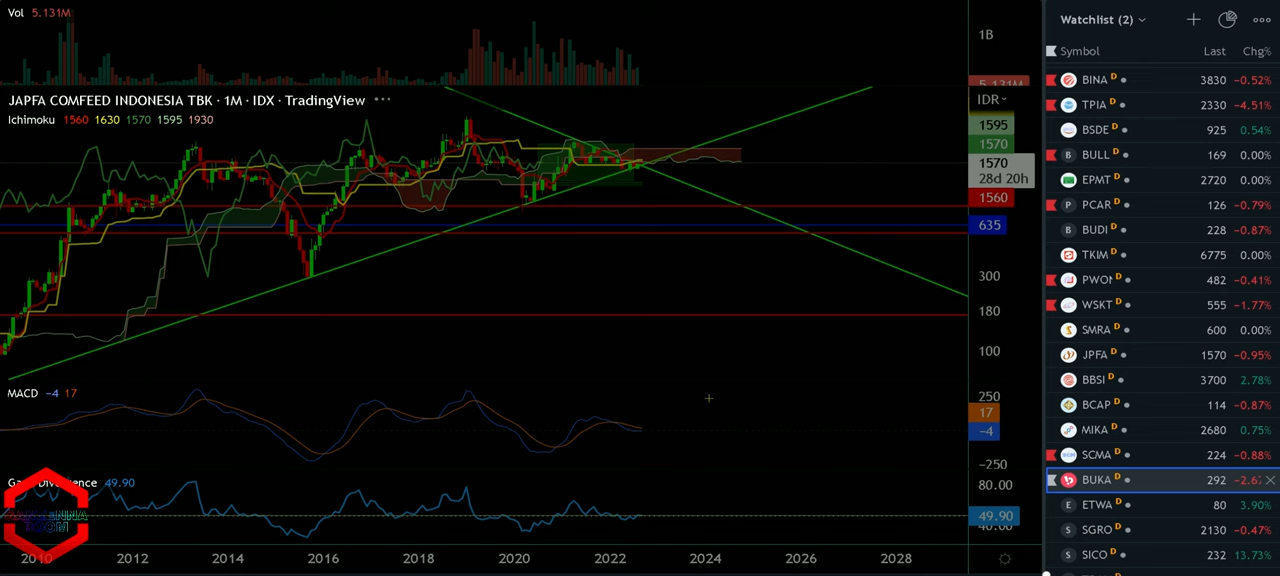 Vol 5.131M
JAPFA COMFEED INDONESIA TBK · 1M · IDX · TradingView
Ichimoku 1560 1630 1570 1595 1930
1B
5.131M
IDR
1595
1570
1570
28d 20h
1560
635
300
180
100
MACD −4 17
250
17
−4
−250
49.90
80.00
49.90
40.00
2010 2012 2014 2016 2018 2020 2022 2024 2026 2028
Watchlist (2)
Symbol Last Chg%
BINA D 3830 −0.52%
TPIA D 2330 −4.51%
BSDE D 925 0.54%
B BULL D 169 0.00%
EPMT D 2720 0.00%
P PCAR D 126 −0.79%
B BUDI D 228 −0.87%
TKIM D 6775 0.00%
PWON D 482 −0.41%
WSKT D 555 −1.77%
SMRA D 600 0.00%
JPFA D 1570 −0.95%
BBSI D 3700 2.78%
BCAP D 114 −0.87%
MIKA D 2680 0.75%
SCMA D 224 −0.88%
BUKA D 292
E ETWA D 80 3.90%
S SGRO D 2130 −0.47%
S SICO D 232 13.73%